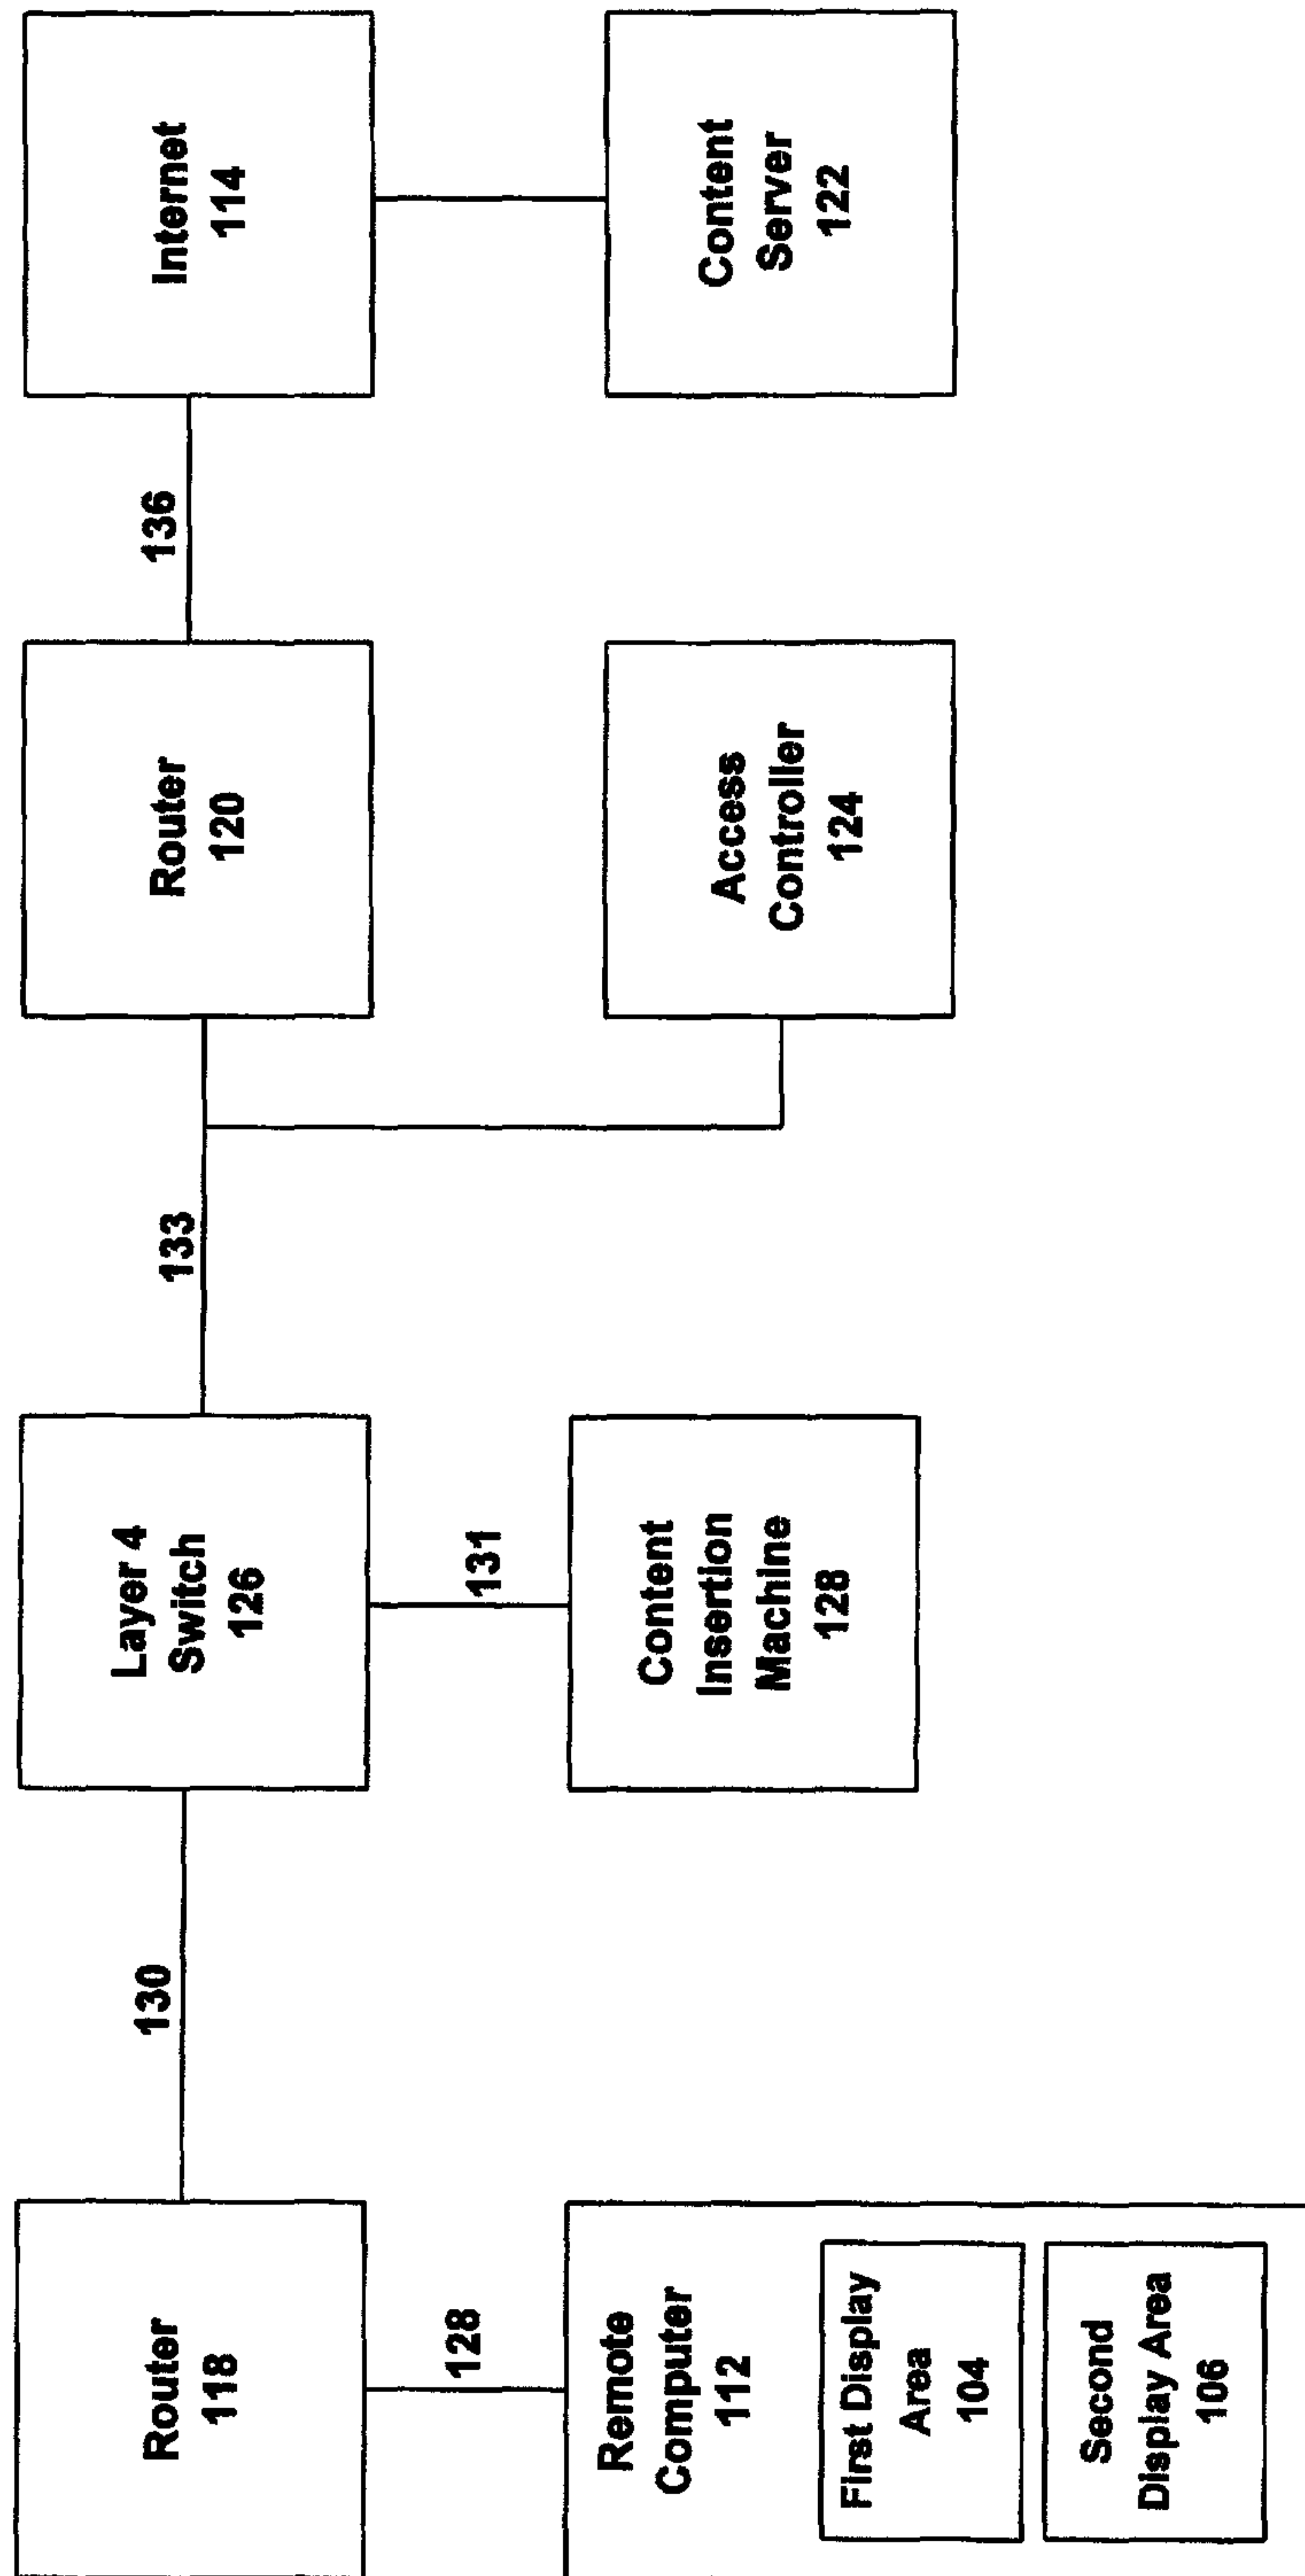 Router
118
130
Layer 4
Switch
126
133
Router
120
136
Internet
114
128
Remote
Computer
112
First Display
Area
104
Second
Display Area
106
131
Content
Insertion
Machine
128
Access
Controller
124
Content
Server
122